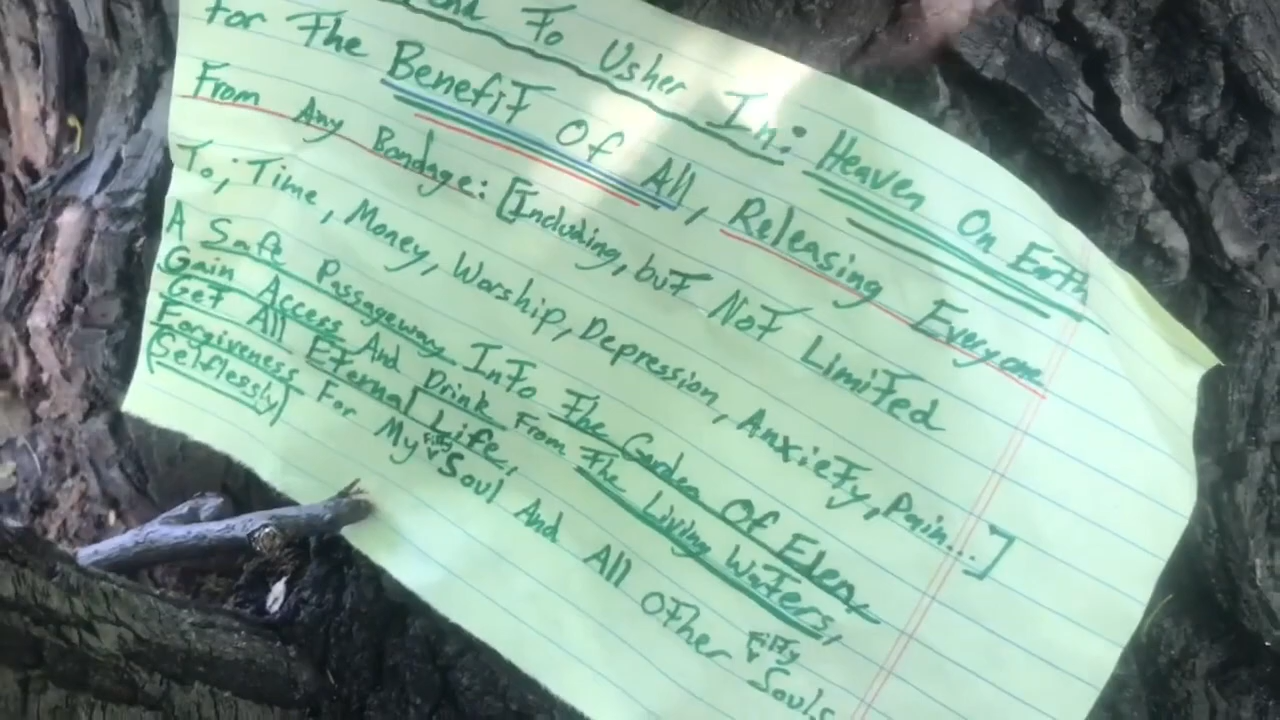 To Usher In: Heaven On Earth
for The Benefit Of All, Releasing Everyone
From Any Bondage: [Including, but Not Limited
To; Time, Money, Worship, Depression, Anxiety, Pain...]
A Safe Passageway Into The Garden Of Eden,
Gain Access And Drink From The Living Waters,
Get All Eternal Life,
Forgiveness For My Filthy Soul And All Other Filthy Souls
(Selflessly)